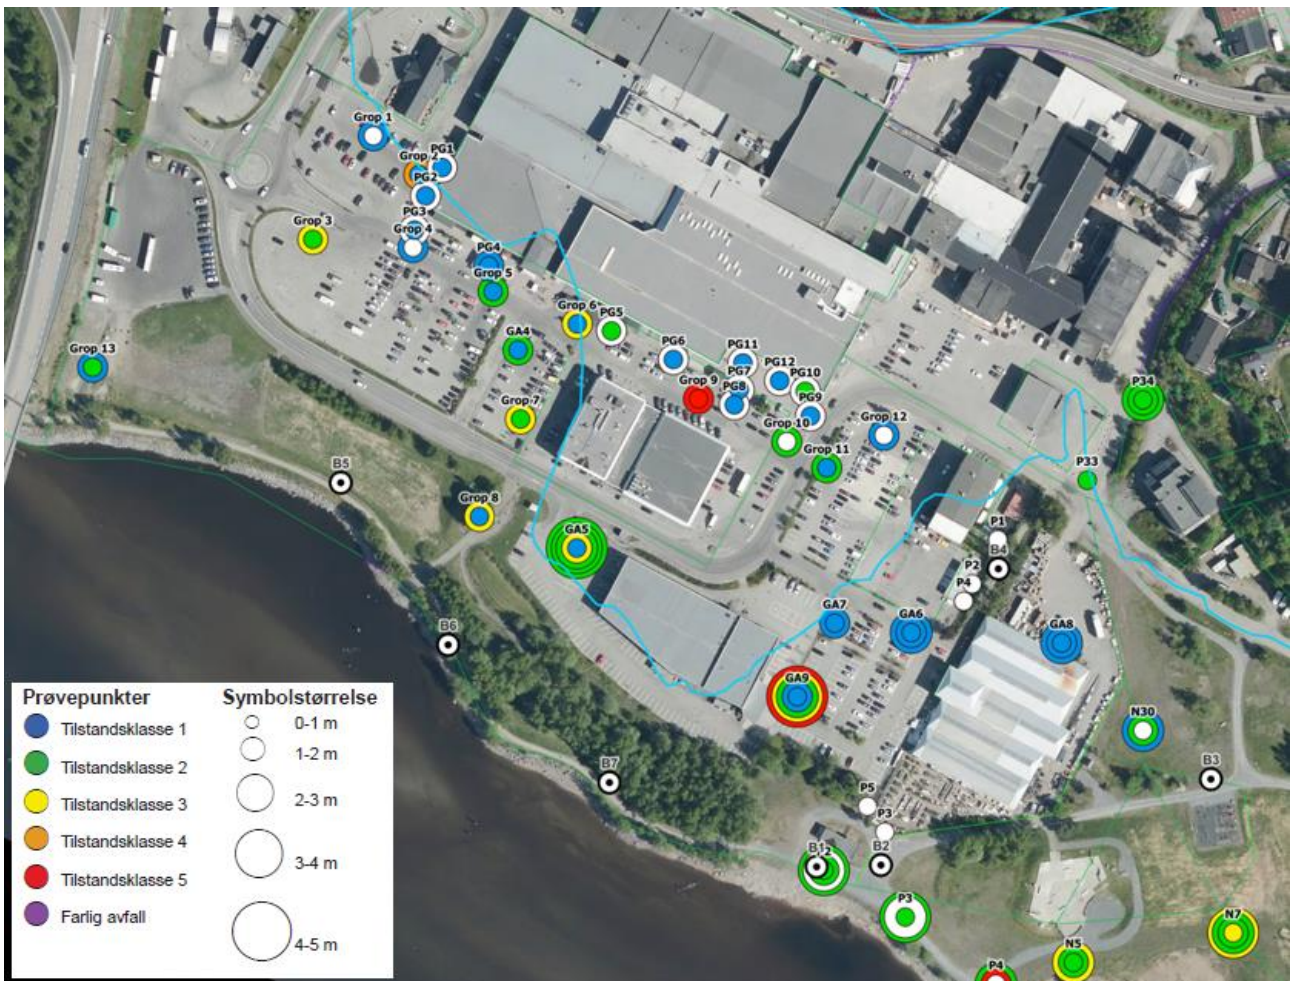 Grop 1
Grop 2
PG1
PG2
PG3
Grop 4
Grop 3
PG4
Grop 5
Grop 6
PG5
GA4
PG6
PG11
PG12
PG7
PG10
Grop 9
PG8
PG9
Grop 13
Grop 7
Grop 10
Grop 12
Grop 11
P34
P33
B5
Grop 8
GA5
P1
B4
P2
P4
GA7
GA6
GA8
B6
GA9
N30
B3
B7
P5
P3
B1
2
B2
P3
N7
N5
P4
Prøvepunkter
Tilstandsklasse 1
Tilstandsklasse 2
Tilstandsklasse 3
Tilstandsklasse 4
Tilstandsklasse 5
Farlig avfall
Symbolstørrelse
0-1 m
1-2 m
2-3 m
3-4 m
4-5 m